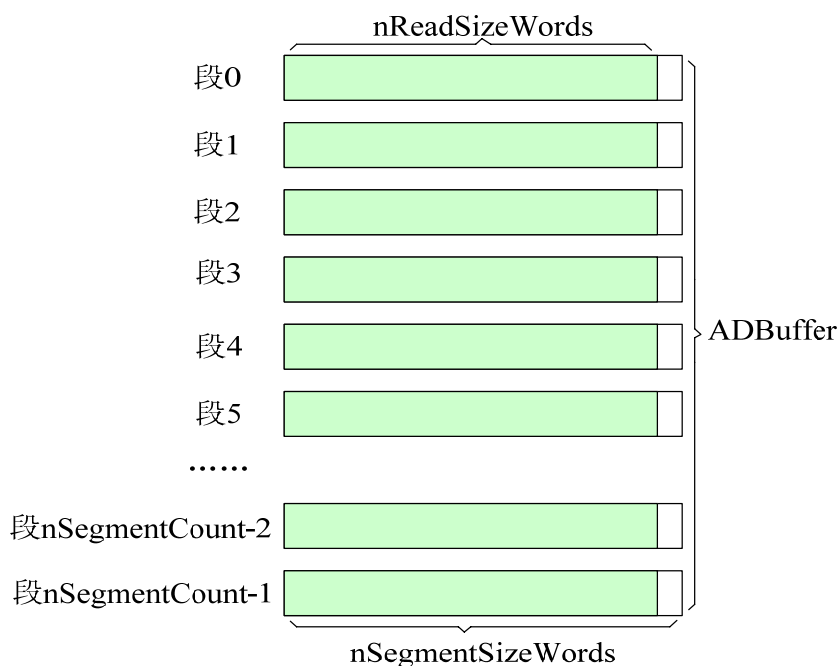 nReadSizeWords
段0
段1
段2
段3
段4
ADBuffer
段5
……
段nSegmentCount-2
段nSegmentCount-1
nSegmentSizeWords